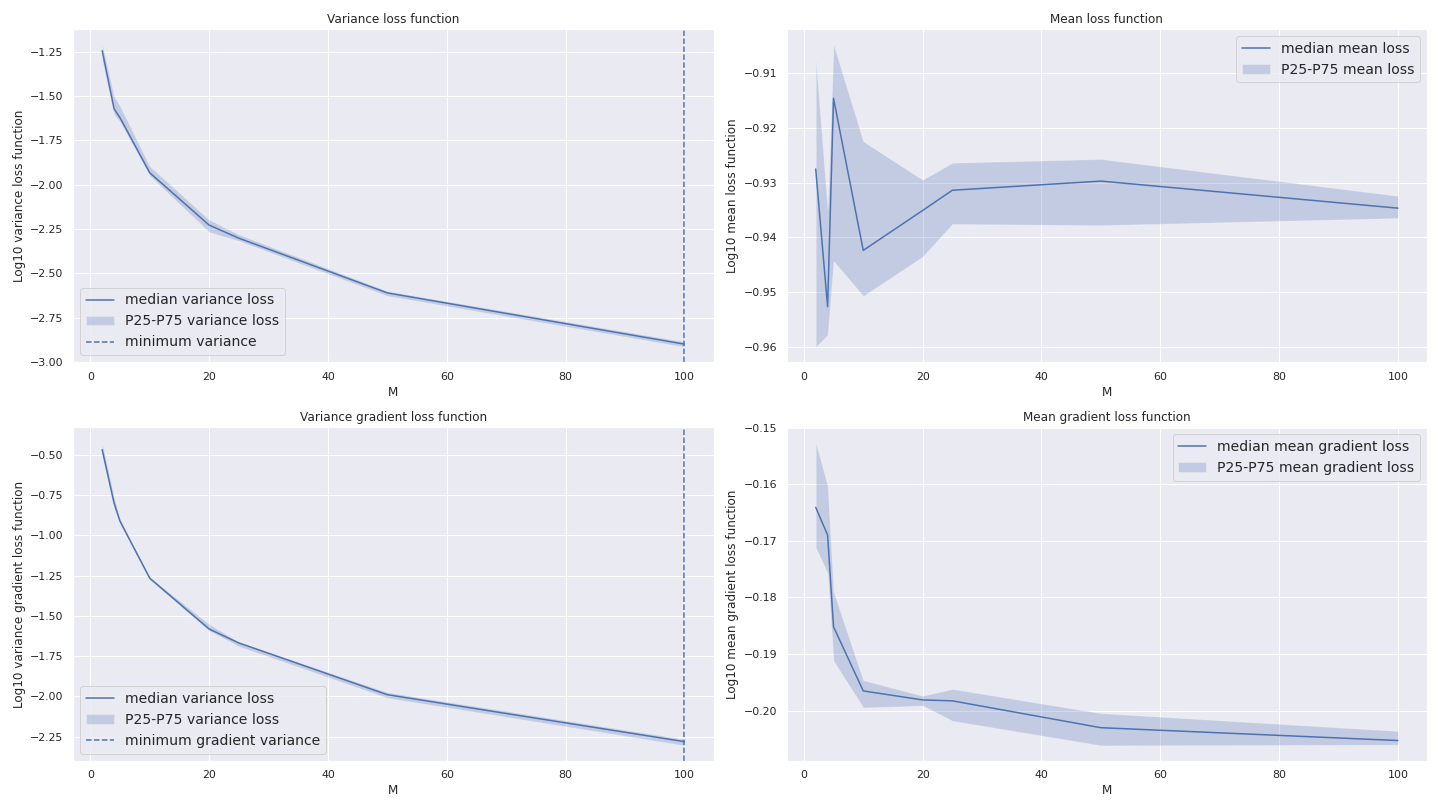 Variance loss function
Log10 variance loss function
−1.25
−1.50
−1.75
−2.00
−2.25
−2.50
−2.75
−3.00
median variance loss
P25-P75 variance loss
minimum variance
0 20 40 60 80 100
M
Mean loss function
Log10 mean loss function
−0.91
−0.92
−0.93
−0.94
−0.95
−0.96
median mean loss
P25-P75 mean loss
0 20 40 60 80 100
M
Variance gradient loss function
Log10 variance gradient loss function
−0.50
−0.75
−1.00
−1.25
−1.50
−1.75
−2.00
−2.25
median variance loss
P25-P75 variance loss
minimum gradient variance
0 20 40 60 80 100
M
Mean gradient loss function
Log10 mean gradient loss function
−0.15
−0.16
−0.17
−0.18
−0.19
−0.20
median mean gradient loss
P25-P75 mean gradient loss
0 20 40 60 80 100
M